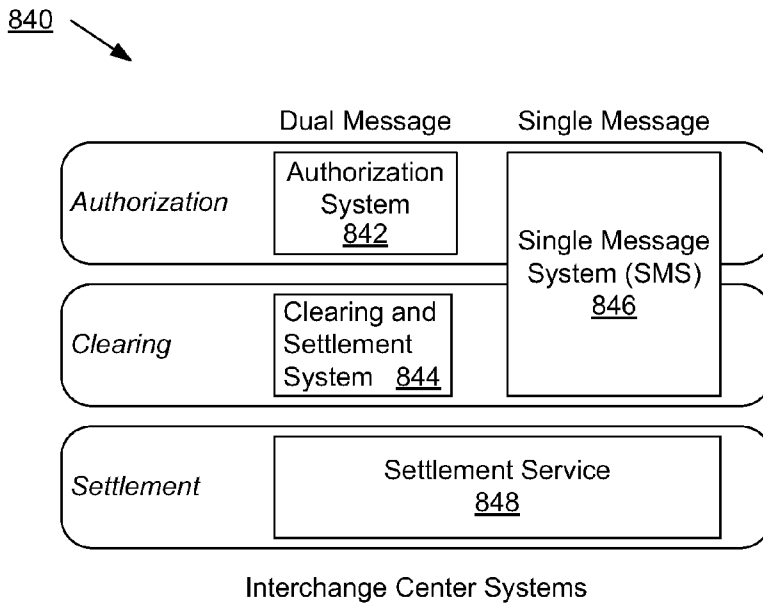 840
Dual Message Single Message
Authorization
Authorization
System
842
Single Message
System (SMS)
846
Clearing
Clearing and
Settlement
System 844
Settlement
Settlement Service
848
Interchange Center Systems